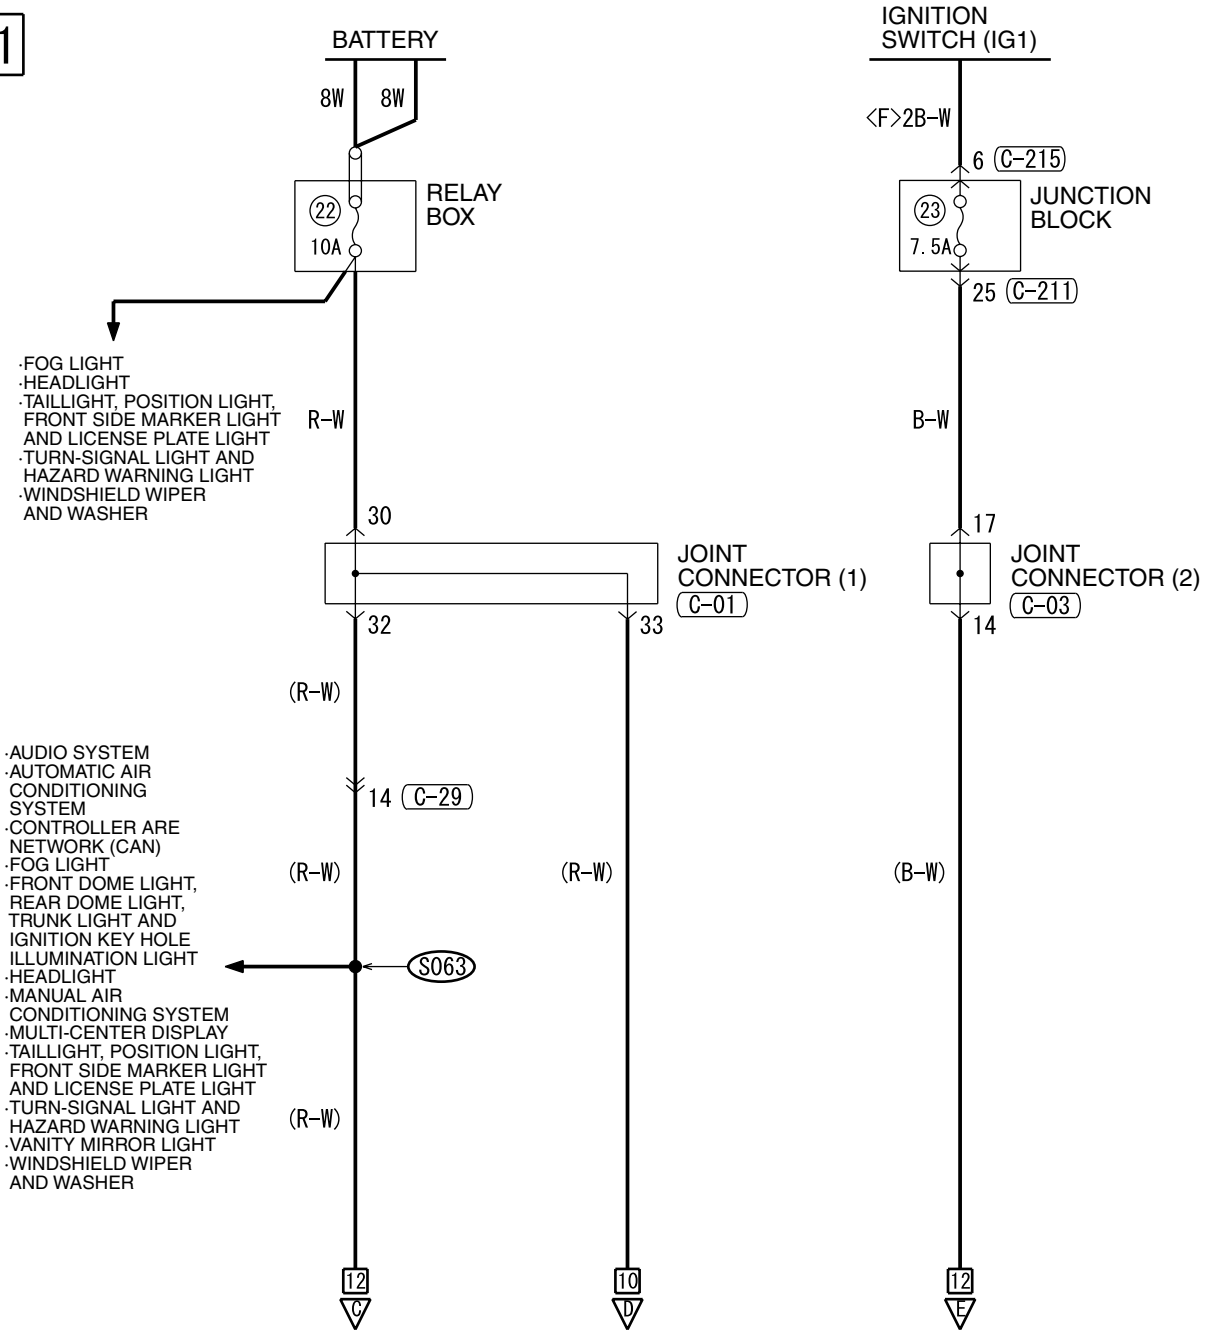 1
BATTERY
IGNITION
SWITCH (IG1)
8W
8W
<F>2B-W
6
C-215
RELAY
BOX
22
10A
JUNCTION
BLOCK
23
7.5A
25
C-211
·FOG LIGHT
·HEADLIGHT
·TAILLIGHT, POSITION LIGHT,
FRONT SIDE MARKER LIGHT
AND LICENSE PLATE LIGHT
·TURN-SIGNAL LIGHT AND
HAZARD WARNING LIGHT
·WINDSHIELD WIPER
AND WASHER
R-W
B-W
30
17
JOINT
CONNECTOR (1)
C-01
JOINT
CONNECTOR (2)
C-03
32
33
14
(R-W)
14
C-29
·AUDIO SYSTEM
·AUTOMATIC AIR
CONDITIONING
SYSTEM
·CONTROLLER ARE
NETWORK (CAN)
·FOG LIGHT
·FRONT DOME LIGHT,
REAR DOME LIGHT,
TRUNK LIGHT AND
IGNITION KEY HOLE
ILLUMINATION LIGHT
·HEADLIGHT
·MANUAL AIR
CONDITIONING SYSTEM
·MULTI-CENTER DISPLAY
·TAILLIGHT, POSITION LIGHT,
FRONT SIDE MARKER LIGHT
AND LICENSE PLATE LIGHT
·TURN-SIGNAL LIGHT AND
HAZARD WARNING LIGHT
·VANITY MIRROR LIGHT
·WINDSHIELD WIPER
AND WASHER
(R-W)
(R-W)
(B-W)
S063
(R-W)
12
C
10
D
12
E